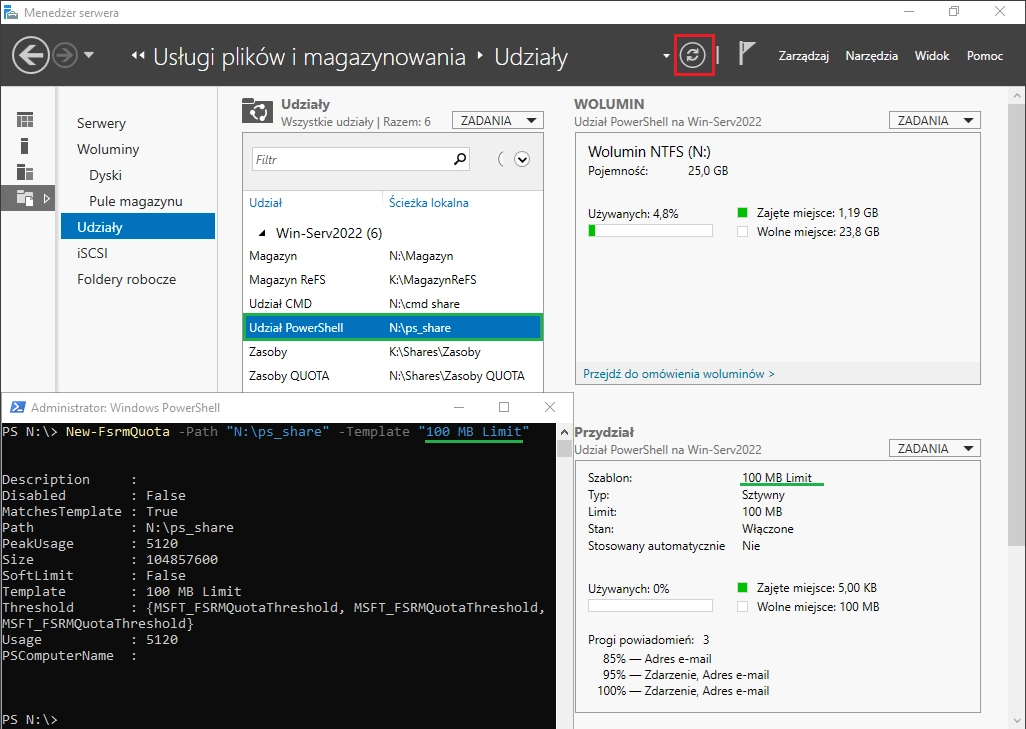 Menedżer serwera
Usługi plików i magazynowania Udziały
Zarządzaj Narzędzia Widok Pomoc
Serwery
Woluminy
Dyski
Pule magazynu
Udziały
iSCSI
Foldery robocze
Udziały
Wszystkie udziały | Razem: 6
ZADANIA
Filtr
Udział Ścieżka lokalna
Win-Serv2022 (6)
Magazyn N:\Magazyn
Magazyn ReFS K:\MagazynReFS
Udział CMD N:\cmd share
Udział PowerShell N:\ps_share
Zasoby K:\Shares\Zasoby
Zasoby QUOTA N:\Shares\Zasoby QUOTA
WOLUMIN
Udział PowerShell na Win-Serv2022
ZADANIA
Wolumin NTFS (N:)
Pojemność: 25,0 GB
Używanych: 4,8%
Zajęte miejsce: 1,19 GB
Wolne miejsce: 23,8 GB
Przejdź do omówienia woluminów >
Administrator: Windows PowerShell
PS N:\> New-FsrmQuota -Path "N:\ps_share" -Template "100 MB Limit"
Description :
Disabled : False
MatchesTemplate : True
Path : N:\ps_share
PeakUsage : 5120
Size : 104857600
SoftLimit : False
Template : 100 MB Limit
Threshold : {MSFT_FSRMQuotaThreshold, MSFT_FSRMQuotaThreshold,
MSFT_FSRMQuotaThreshold}
Usage : 5120
PSComputerName :
PS N:\>
Przydział
Udział PowerShell na Win-Serv2022
ZADANIA
Szablon: 100 MB Limit
Typ: Sztywny
Limit: 100 MB
Stan: Włączone
Stosowany automatycznie Nie
Używanych: 0%
Zajęte miejsce: 5,00 KB
Wolne miejsce: 100 MB
Progi powiadomień: 3
85% — Adres e-mail
95% — Zdarzenie, Adres e-mail
100% — Zdarzenie, Adres e-mail